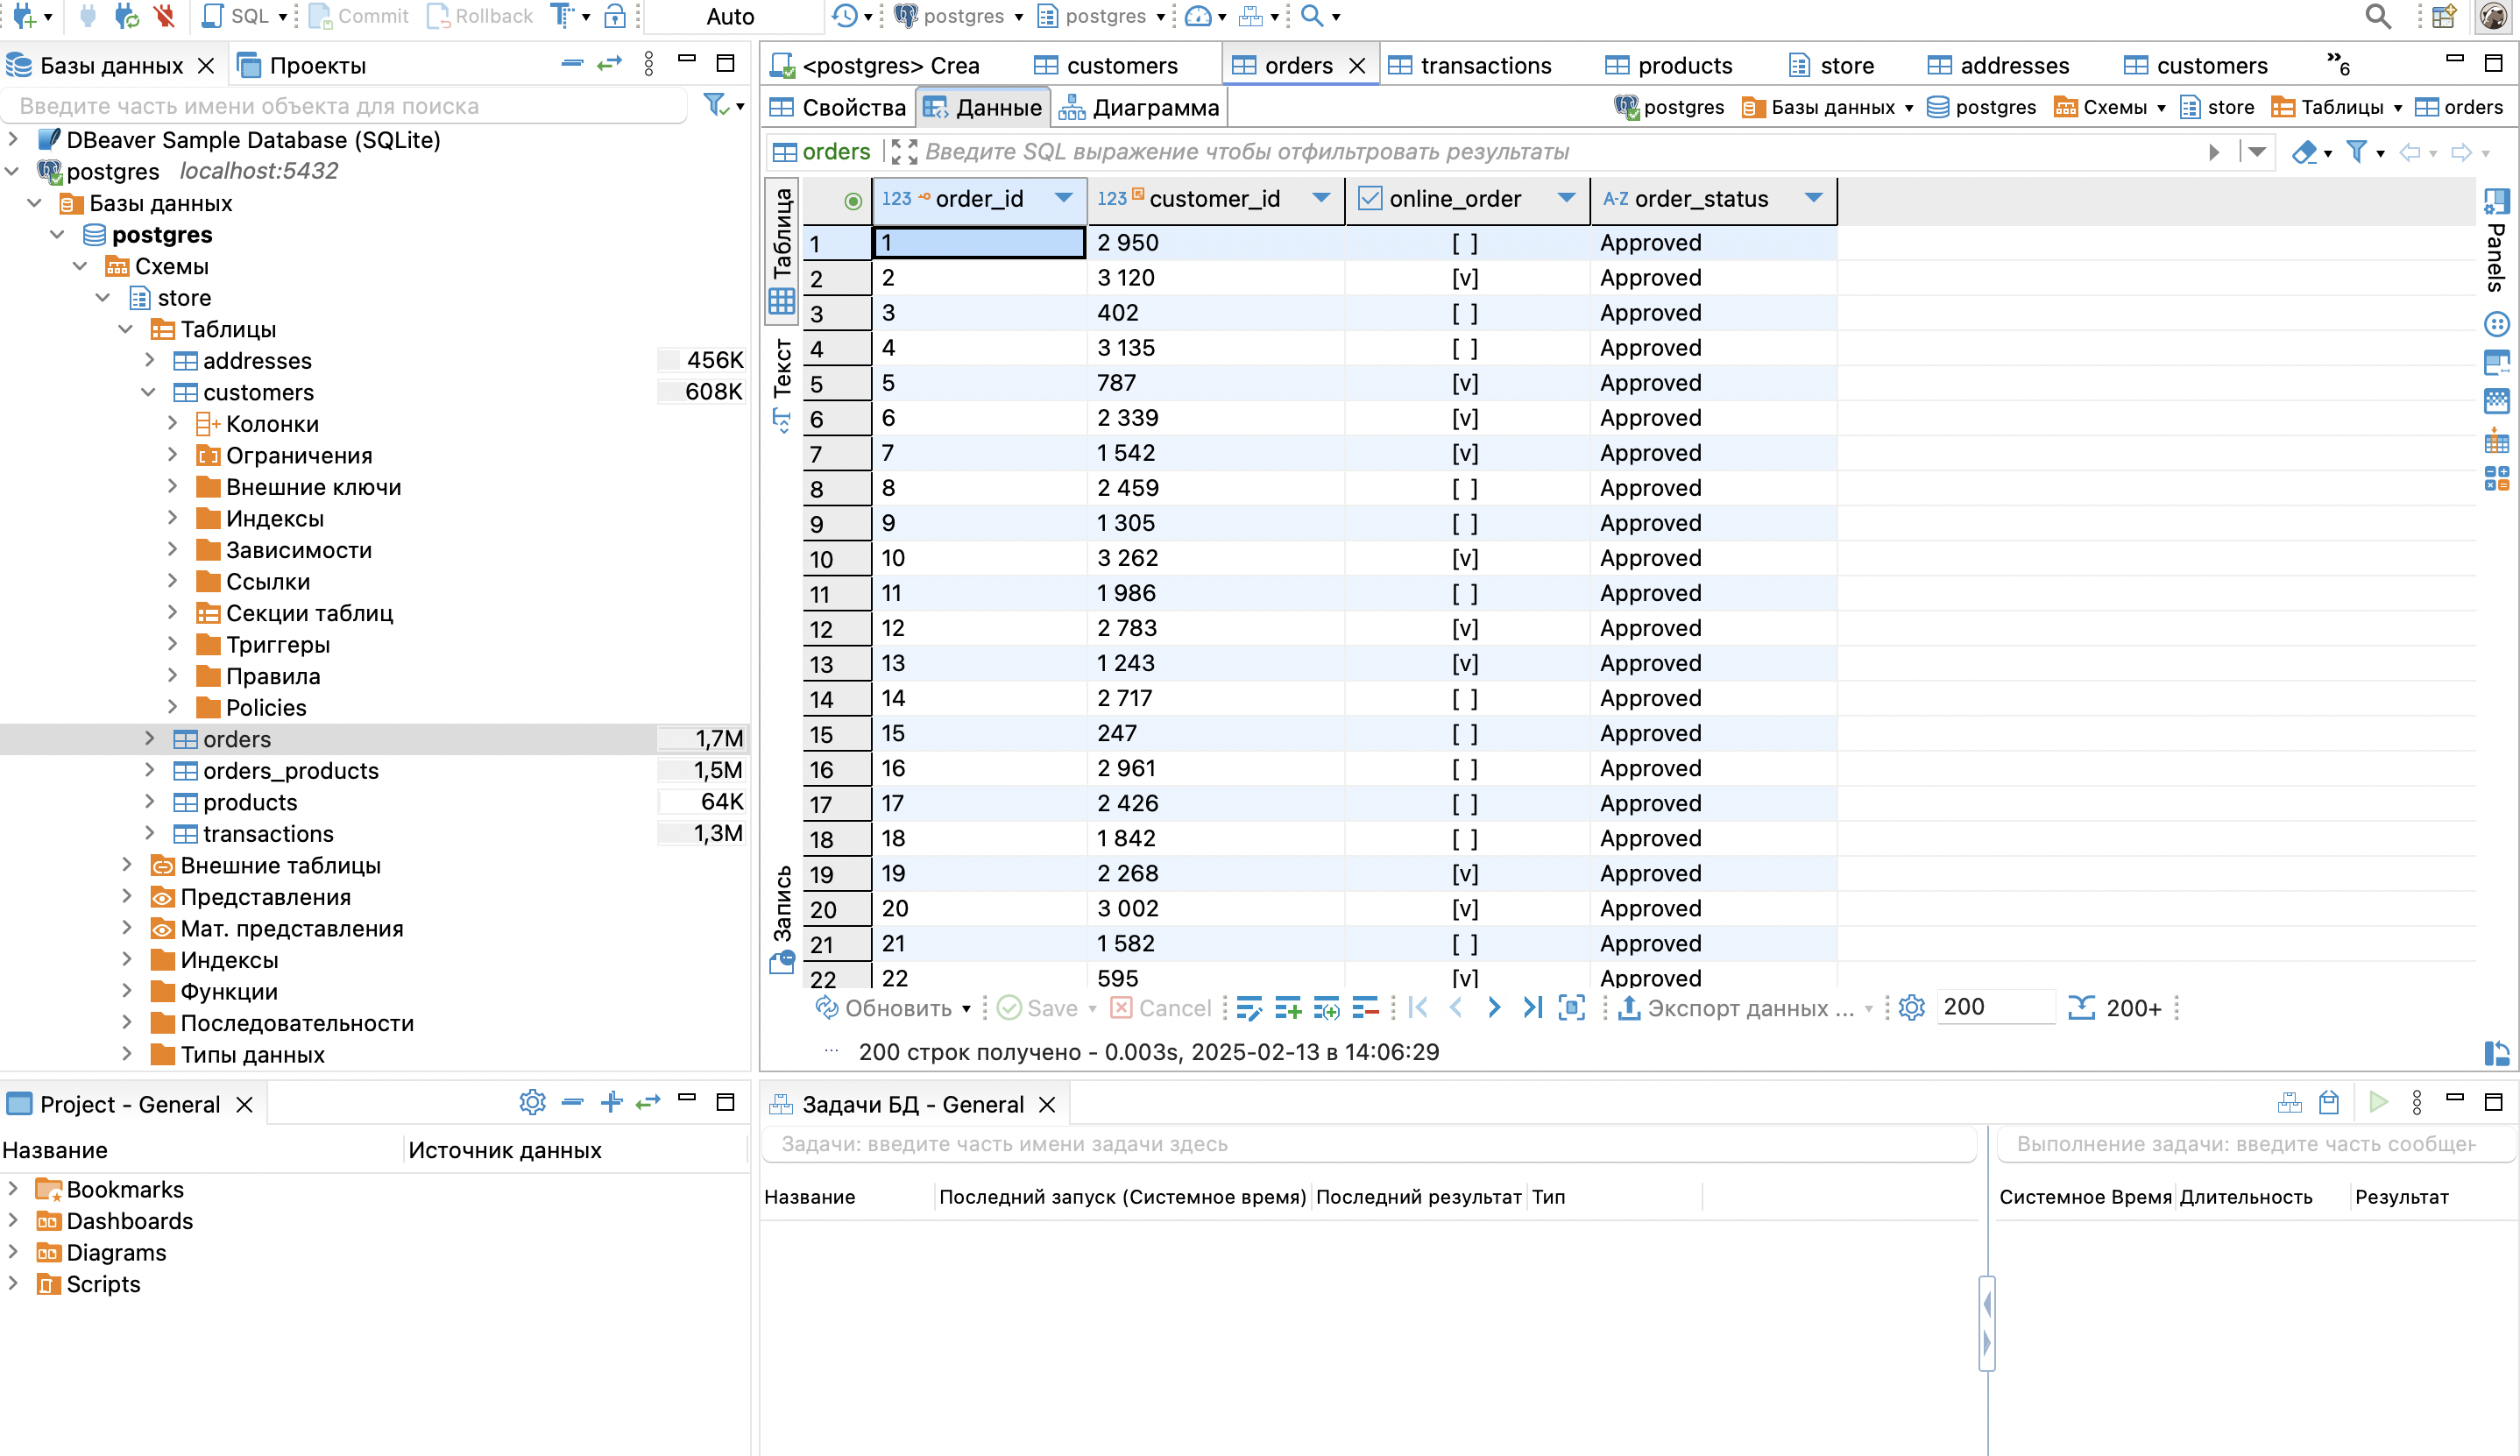 SQL Commit Rollback Auto postgres postgres
Базы данных Проекты
Введите часть имени объекта для поиска
DBeaver Sample Database (SQLite)
postgres localhost:5432
Базы данных
postgres
Схемы
store
Таблицы
addresses 456K
customers 608K
Колонки
Ограничения
Внешние ключи
Индексы
Зависимости
Ссылки
Секции таблиц
Триггеры
Правила
Policies
orders 1,7M
orders_products 1,5M
products 64K
transactions 1,3M
Внешние таблицы
Представления
Мат. представления
Индексы
Функции
Последовательности
Типы данных
<postgres> Crea customers orders transactions products store addresses customers »6
Свойства Данные Диаграмма postgres Базы данных postgres Схемы store Таблицы orders
orders Введите SQL выражение чтобы отфильтровать результаты
Таблица
Текст
Запись
123 order_id 123 customer_id online_order A-Z order_status
1 1 2 950 [ ] Approved
2 2 3 120 [v] Approved
3 3 402 [ ] Approved
4 4 3 135 [ ] Approved
5 5 787 [v] Approved
6 6 2 339 [v] Approved
7 7 1 542 [v] Approved
8 8 2 459 [ ] Approved
9 9 1 305 [ ] Approved
10 10 3 262 [v] Approved
11 11 1 986 [ ] Approved
12 12 2 783 [v] Approved
13 13 1 243 [v] Approved
14 14 2 717 [ ] Approved
15 15 247 [ ] Approved
16 16 2 961 [ ] Approved
17 17 2 426 [ ] Approved
18 18 1 842 [ ] Approved
19 19 2 268 [v] Approved
20 20 3 002 [v] Approved
21 21 1 582 [ ] Approved
22 22 595 [v] Approved
Panels
Обновить Save Cancel Экспорт данных ... 200 200+
... 200 строк получено - 0.003s, 2025-02-13 в 14:06:29
Project - General
Название Источник данных
Bookmarks
Dashboards
Diagrams
Scripts
Задачи БД - General
Задачи: введите часть имени задачи здесь
Название Последний запуск (Системное время) Последний результат Тип
Выполнение задачи: введите часть сообщен
Системное Время Длительность Результат